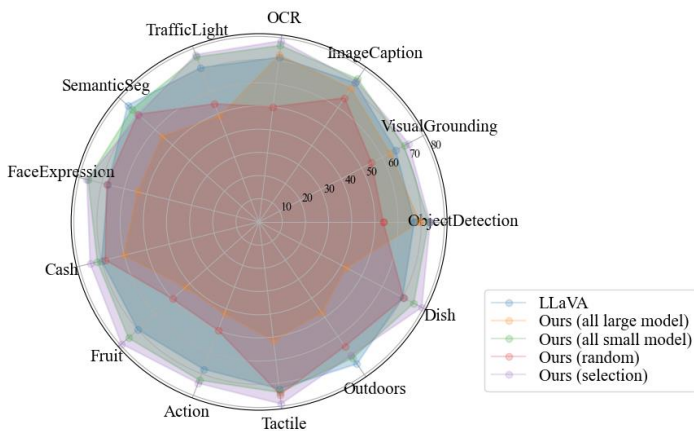 OCR
TrafficLight
ImageCaption
SemanticSeg
VisualGrounding
80
70
60
50
40
30
20
10
FaceExpression
ObjectDetection
Cash
Dish
Fruit
Outdoors
Action
Tactile
LLaVA
Ours (all large model)
Ours (all small model)
Ours (random)
Ours (selection)